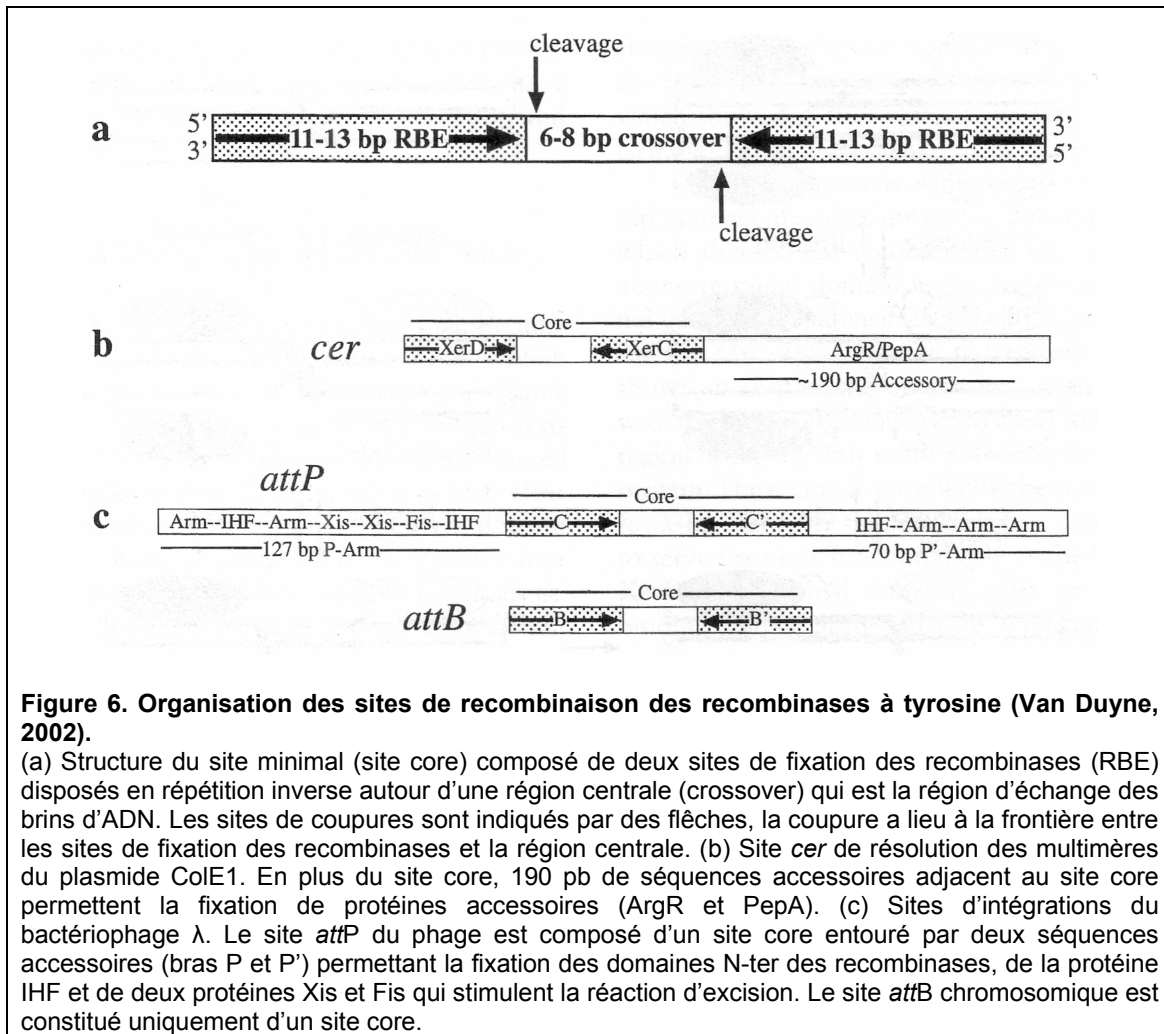 cleavage
a
5'
3'
11-13 bp RBE
6-8 bp crossover
11-13 bp RBE
3'
5'
cleavage
Core
b
cer
XerD
XerC
ArgR/PepA
~190 bp Accessory
attP
Core
c
Arm--IHF--Arm--Xis--Xis--Fis--IHF
C
C'
IHF--Arm--Arm--Arm
127 bp P-Arm
70 bp P'-Arm
Core
attB
B
B'
Figure 6. Organisation des sites de recombinaison des recombinases à tyrosine (Van Duyne,
2002).
(a) Structure du site minimal (site core) composé de deux sites de fixation des recombinases (RBE)
disposés en répétition inverse autour d'une région centrale (crossover) qui est la région d'échange des
brins d'ADN. Les sites de coupures sont indiqués par des flêches, la coupure a lieu à la frontière entre
les sites de fixation des recombinases et la région centrale. (b) Site cer de résolution des multimères
du plasmide ColE1. En plus du site core, 190 pb de séquences accessoires adjacent au site core
permettent la fixation de protéines accessoires (ArgR et PepA). (c) Sites d'intégrations du
bactériophage λ. Le site attP du phage est composé d'un site core entouré par deux séquences
accessoires (bras P et P') permettant la fixation des domaines N-ter des recombinases, de la protéine
IHF et de deux protéines Xis et Fis qui stimulent la réaction d'excision. Le site attB chromosomique est
constitué uniquement d'un site core.